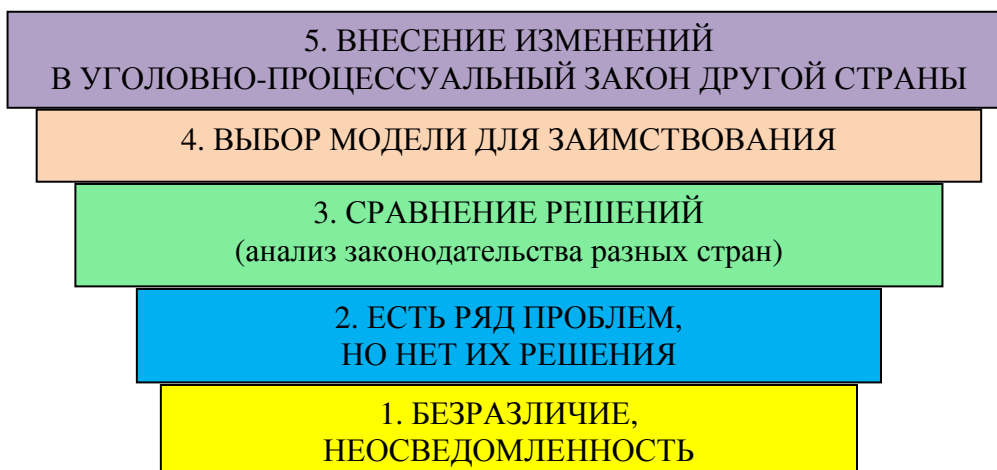 5. ВНЕСЕНИЕ ИЗМЕНЕНИЙ
В УГОЛОВНО-ПРОЦЕССУАЛЬНЫЙ ЗАКОН ДРУГОЙ СТРАНЫ
4. ВЫБОР МОДЕЛИ ДЛЯ ЗАИМСТВОВАНИЯ
3. СРАВНЕНИЕ РЕШЕНИЙ
(анализ законодательства разных стран)
2. ЕСТЬ РЯД ПРОБЛЕМ,
НО НЕТ ИХ РЕШЕНИЯ
1. БЕЗРАЗЛИЧИЕ,
НЕОСВЕДОМЛЕННОСТЬ